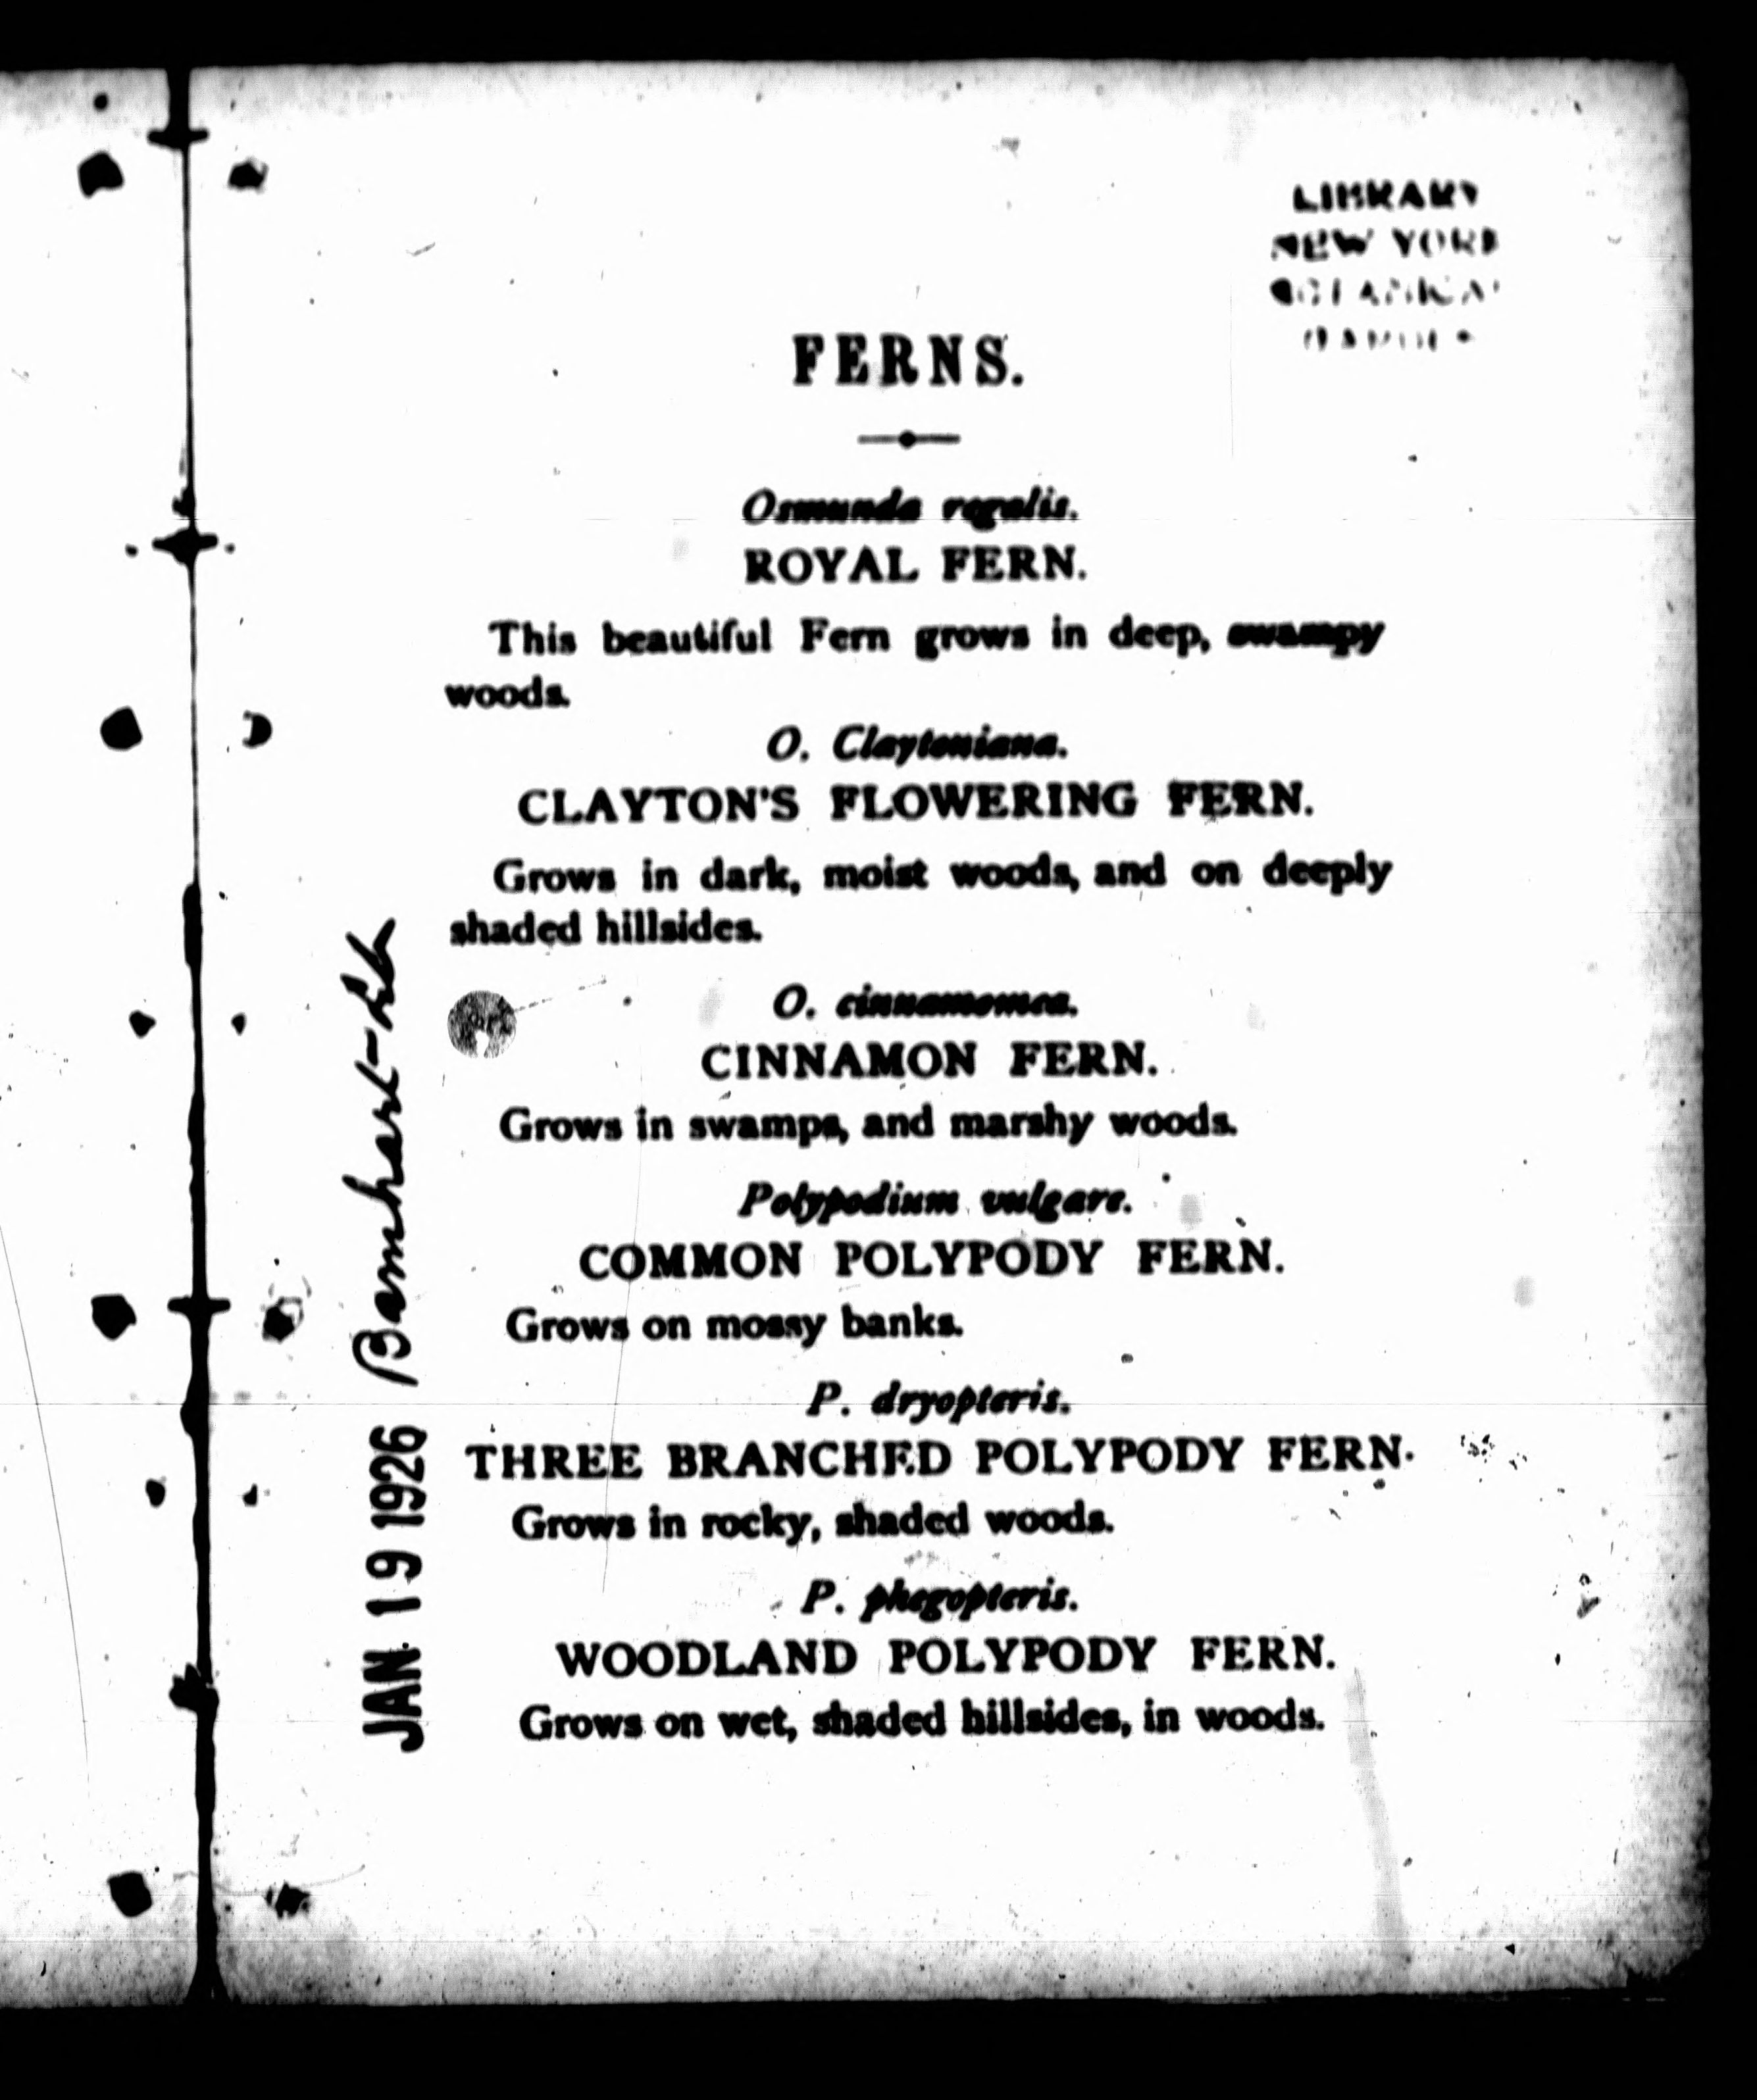 LIBRARY
NEW YORK
BOTANICAL
FERNS.
Osmunda regalis.
ROYAL FERN.
This beautiful Fern grows in deep, swampy
woods.
O. Claytoniana.
CLAYTON'S FLOWERING FERN.
Grows in dark, moist woods, and on deeply
shaded hillsides.
O. cinnamomea.
CINNAMON FERN.
Grows in swamps, and marshy woods.
Polypodium vulgare.
COMMON POLYPODY FERN.
Grows on mossy banks.
P. dryopteris.
THREE BRANCHED POLYPODY FERN.
Grows in rocky, shaded woods.
P. phegopteris.
WOODLAND POLYPODY FERN.
Grows on wet, shaded hillsides, in woods.
JAN 19 1926 Barnhart